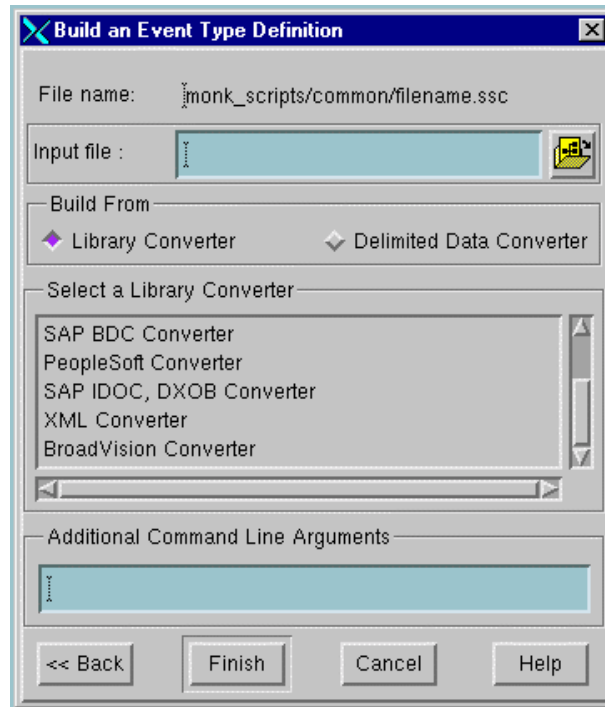 Build an Event Type Definition
File name: monk_scripts/common/filename.ssc
Input file :
Build From
Library Converter Delimited Data Converter
Select a Library Converter
SAP BDC Converter
PeopleSoft Converter
SAP IDOC, DXOB Converter
XML Converter
BroadVision Converter
Additional Command Line Arguments
<< Back Finish Cancel Help